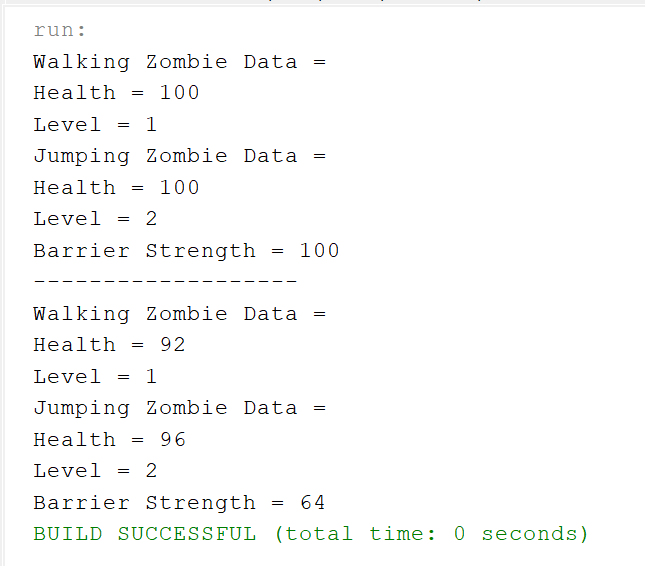 run:
Walking Zombie Data =
Health = 100
Level = 1
Jumping Zombie Data =
Health = 100
Level = 2
Barrier Strength = 100
-------------------
Walking Zombie Data =
Health = 92
Level = 1
Jumping Zombie Data =
Health = 96
Level = 2
Barrier Strength = 64
BUILD SUCCESSFUL (total time: 0 seconds)